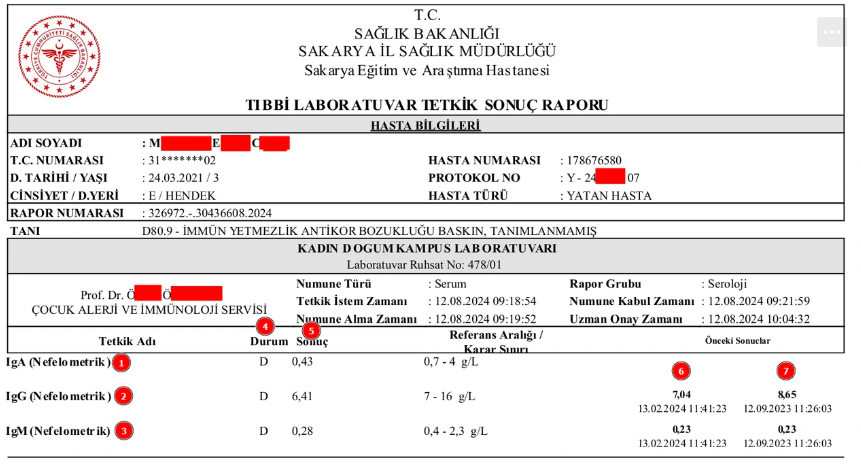 T.C.
SAĞLIK BAKANLIĞI
SAKARYA İL SAĞLIK MÜDÜRLÜĞÜ
Sakarya Eğitim ve Araştırma Hastanesi
TIBBİ LABORATUVAR TETKİK SONUÇ RAPORU
HASTA BİLGİLERİ
ADI SOYADI : M E C
T.C. NUMARASI : 31*******02 HASTA NUMARASI : 178676580
D. TARİHİ / YAŞI : 24.03.2021 / 3 PROTOKOL NO : Y - 24 07
CİNSİYET / D.YERİ : E / HENDEK HASTA TÜRÜ : YATAN HASTA
RAPOR NUMARASI : 326972.-.30436608.2024
TANI D80.9 - İMMÜN YETMEZLİK ANTİKOR BOZUKLUĞU BASKIN, TANIMLANMAMIŞ
KADIN DOGUM KAMPUS LABORATUVARI
Laboratuvar Ruhsat No: 478/01
Prof. Dr. Ö Ö
ÇOCUK ALERJİ VE İMMÜNOLOJİ SERVİSİ
Numune Türü : Serum Rapor Grubu : Seroloji
Tetkik İstem Zamanı : 12.08.2024 09:18:54 Numune Kabul Zamanı : 12.08.2024 09:21:59
Numune Alma Zamanı : 12.08.2024 09:19:52 Uzman Onay Zamanı : 12.08.2024 10:04:32
4 5
Tetkik Adı Durum Sonuç Referans Aralığı / Karar Sınırı Önceki Sonuclar
IgA (Nefelometrik) 1 D 0,43 0,7 - 4 g/L 6 7
IgG (Nefelometrik) 2 D 6,41 7 - 16 g/L 7,04 8,65
13.02.2024 11:41:23 12.09.2023 11:26:03
IgM (Nefelometrik) 3 D 0,28 0,4 - 2,3 g/L 0,23 0,23
13.02.2024 11:41:23 12.09.2023 11:26:03